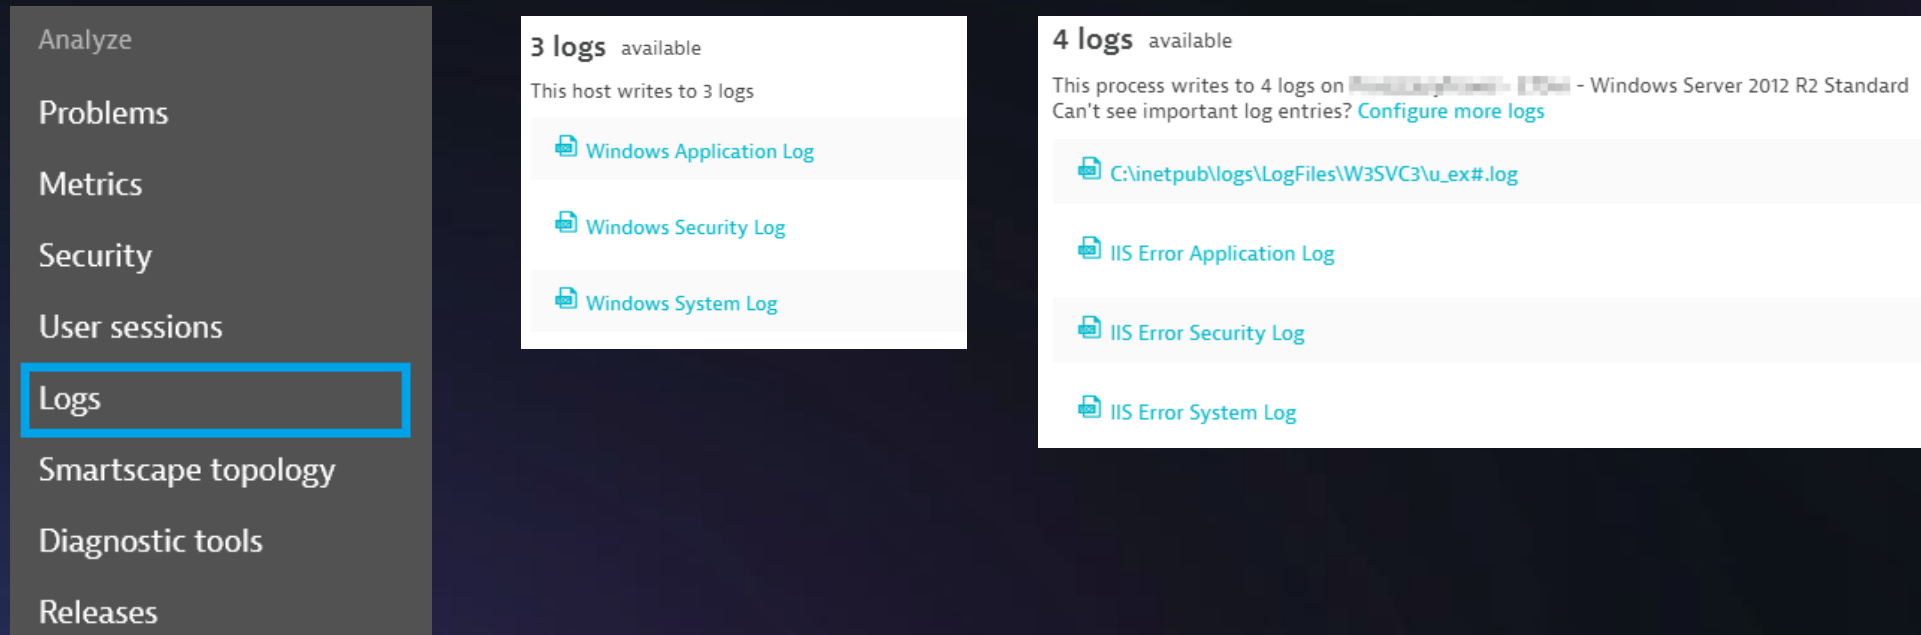 Analyze
Problems
Metrics
Security
User sessions
Logs
Smartscape topology
Diagnostic tools
Releases
3 logs available
This host writes to 3 logs
Windows Application Log
Windows Security Log
Windows System Log
4 logs available
This process writes to 4 logs on - Windows Server 2012 R2 Standard
Can't see important log entries? Configure more logs
C:\inetpub\logs\LogFiles\W3SVC3\u_ex#.log
IIS Error Application Log
IIS Error Security Log
IIS Error System Log